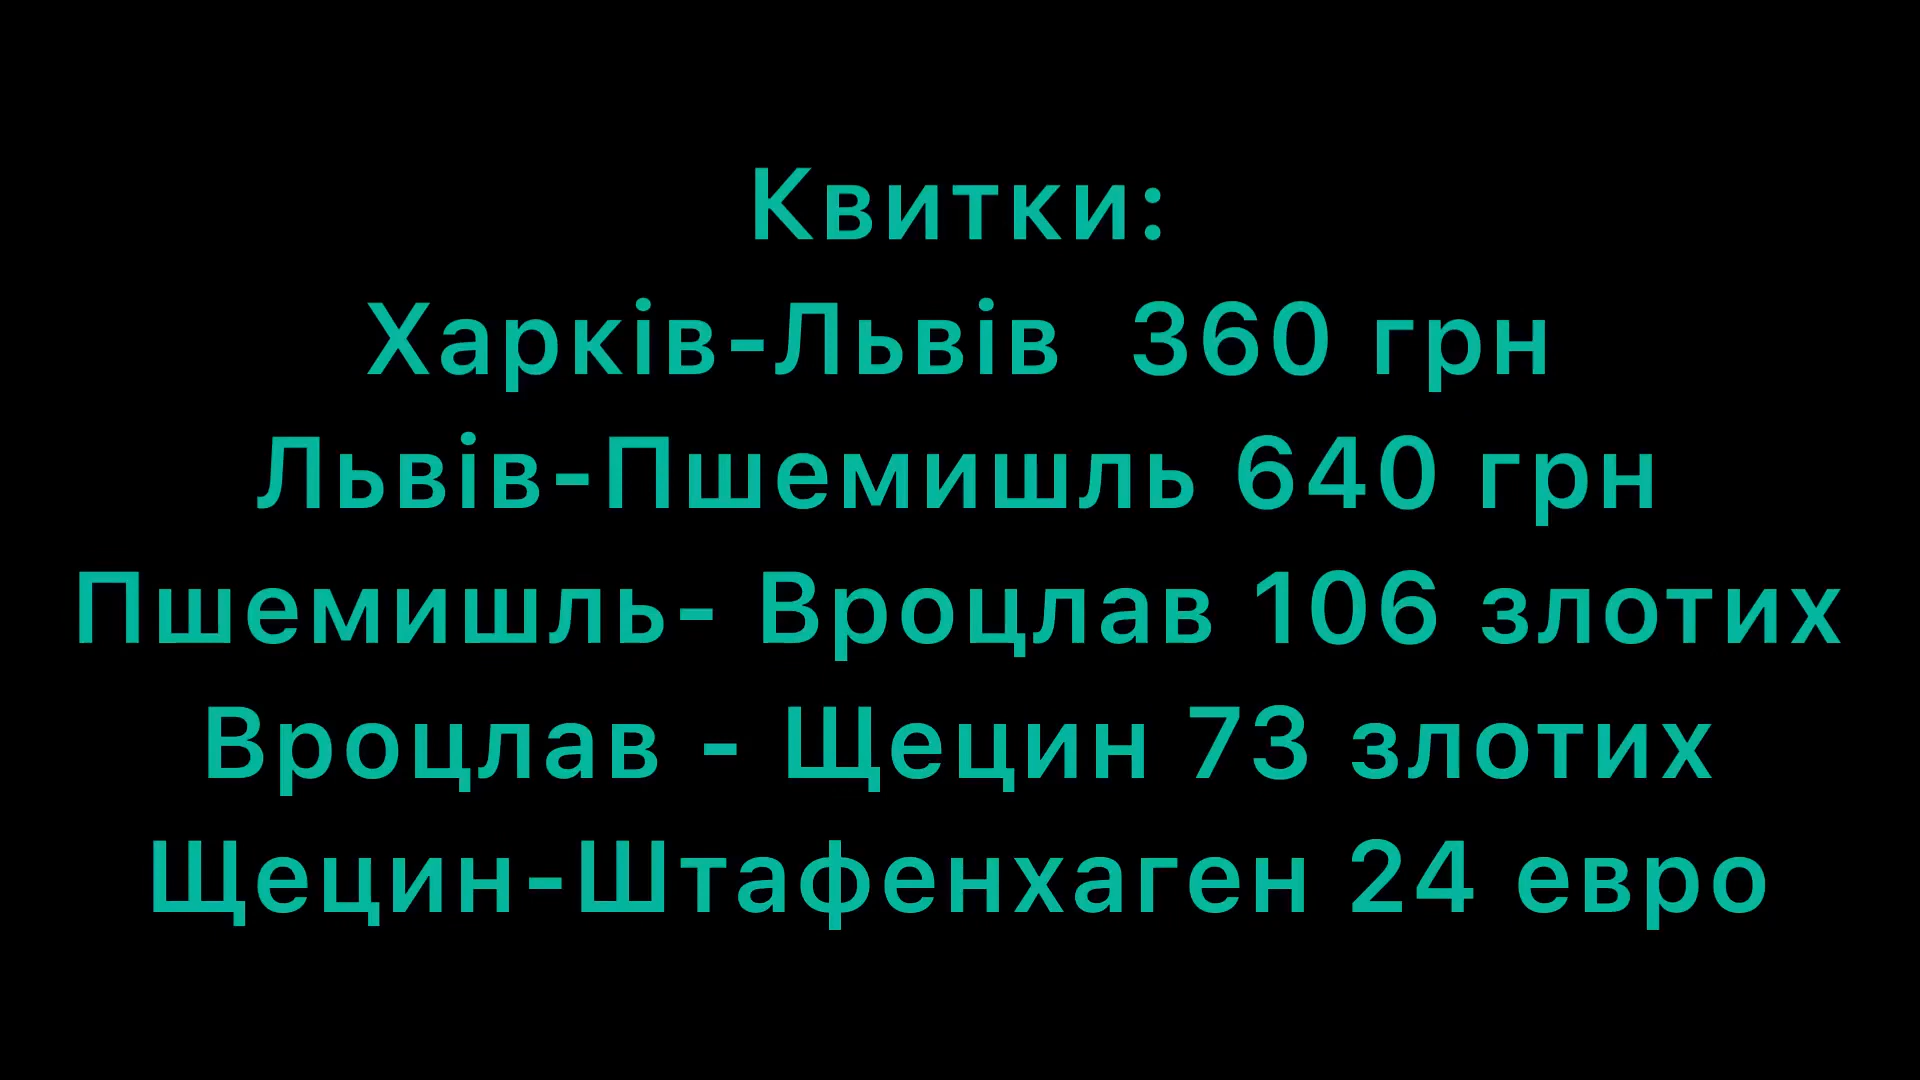 Квитки:
Харків-Львів  360 грн
Львів-Пшемишль 640 грн
Пшемишль- Вроцлав 106 злотих
Вроцлав - Щецин 73 злотих
Щецин-Штафенхаген 24 евро